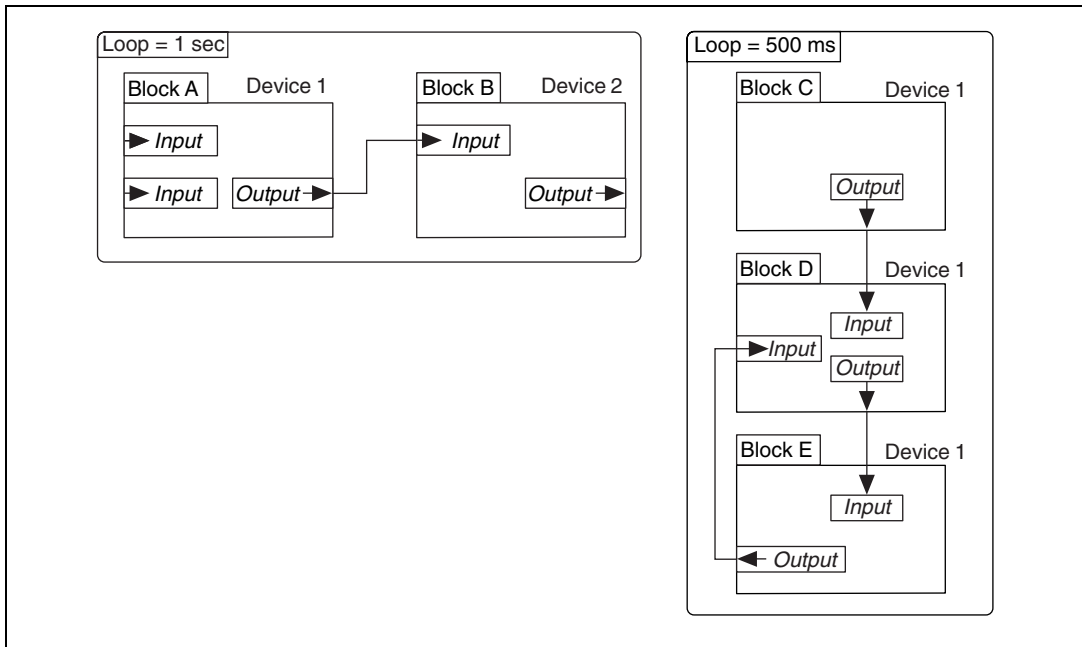 Loop = 1 sec
Block A
Device 1
Input
Input
Output
Block B
Device 2
Input
Output
Loop = 500 ms
Block C
Device 1
Output
Block D
Device 1
Input
Input
Output
Block E
Device 1
Input
Output